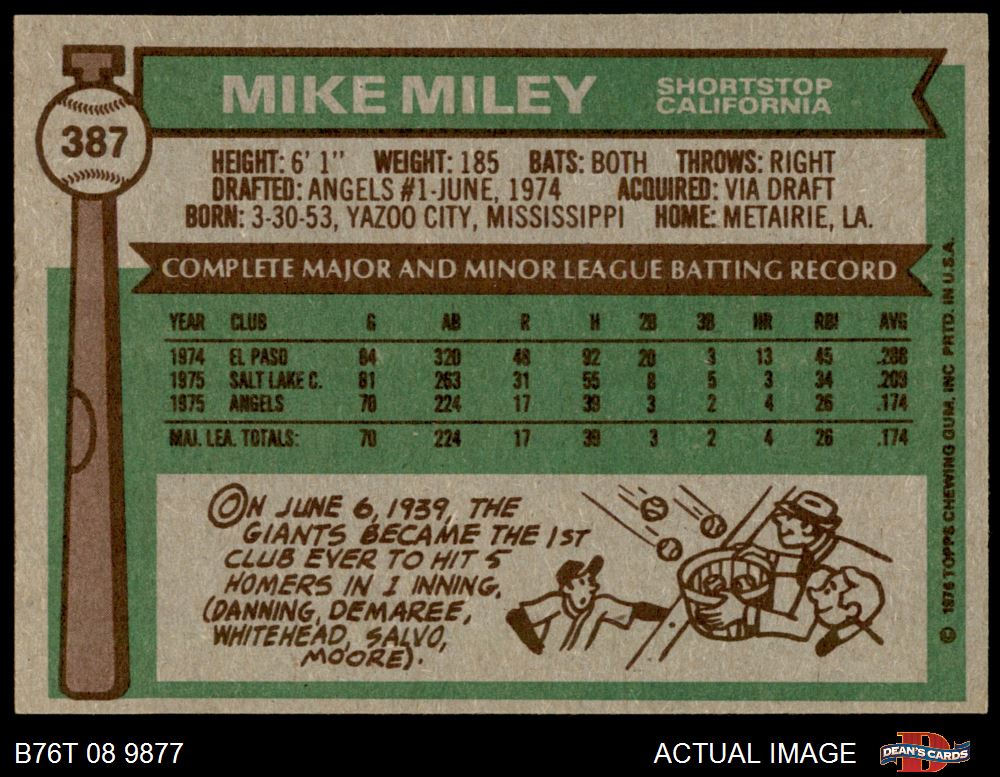 MIKE MILEY SHORTSTOP
CALIFORNIA
387
HEIGHT: 6' 1" WEIGHT: 185 BATS: BOTH THROWS: RIGHT
DRAFTED: ANGELS #1-JUNE, 1974 ACQUIRED: VIA DRAFT
BORN: 3-30-53, YAZOO CITY, MISSISSIPPI HOME: METAIRIE, LA.
COMPLETE MAJOR AND MINOR LEAGUE BATTING RECORD
YEAR CLUB G AB R H 2B 3B HR RBI AVG
1974 EL PASO 84 320 48 92 20 3 13 45 .288
1975 SALT LAKE C. 81 263 31 55 8 5 3 34 .209
1975 ANGELS 70 224 17 39 3 2 4 26 .174
MAJ. LEA. TOTALS: 70 224 17 39 3 2 4 26 .174
ON JUNE 6, 1939, THE
GIANTS BECAME THE 1ST
CLUB EVER TO HIT 5
HOMERS IN 1 INNING.
(DANNING, DEMAREE,
WHITEHEAD, SALVO,
MOORE).
© 1976 TOPPS CHEWING GUM, INC PRTD. IN U.S.A.
B76T 08 9877 ACTUAL IMAGE
D
DEAN'S CARDS